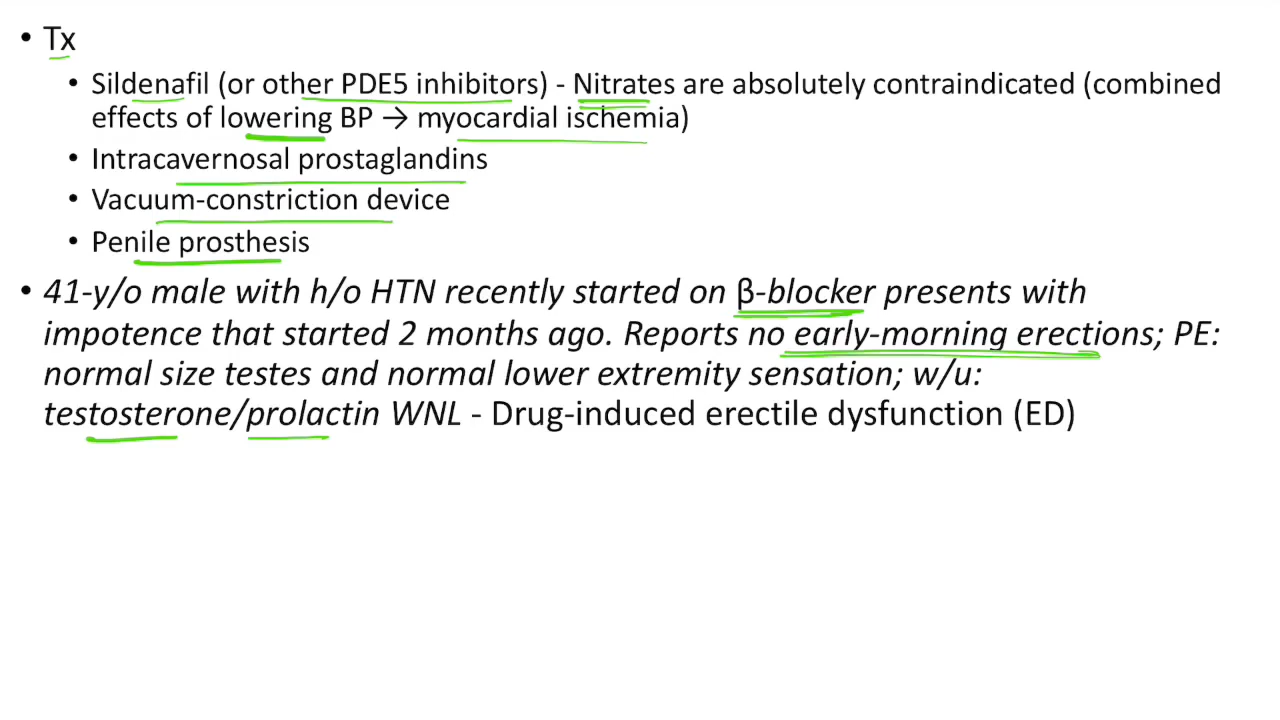 • Tx
• Sildenafil (or other PDE5 inhibitors) - Nitrates are absolutely contraindicated (combined
effects of lowering BP → myocardial ischemia)
• Intracavernosal prostaglandins
• Vacuum-constriction device
• Penile prosthesis
• 41-y/o male with h/o HTN recently started on β-blocker presents with
impotence that started 2 months ago. Reports no early-morning erections; PE:
normal size testes and normal lower extremity sensation; w/u:
testosterone/prolactin WNL - Drug-induced erectile dysfunction (ED)